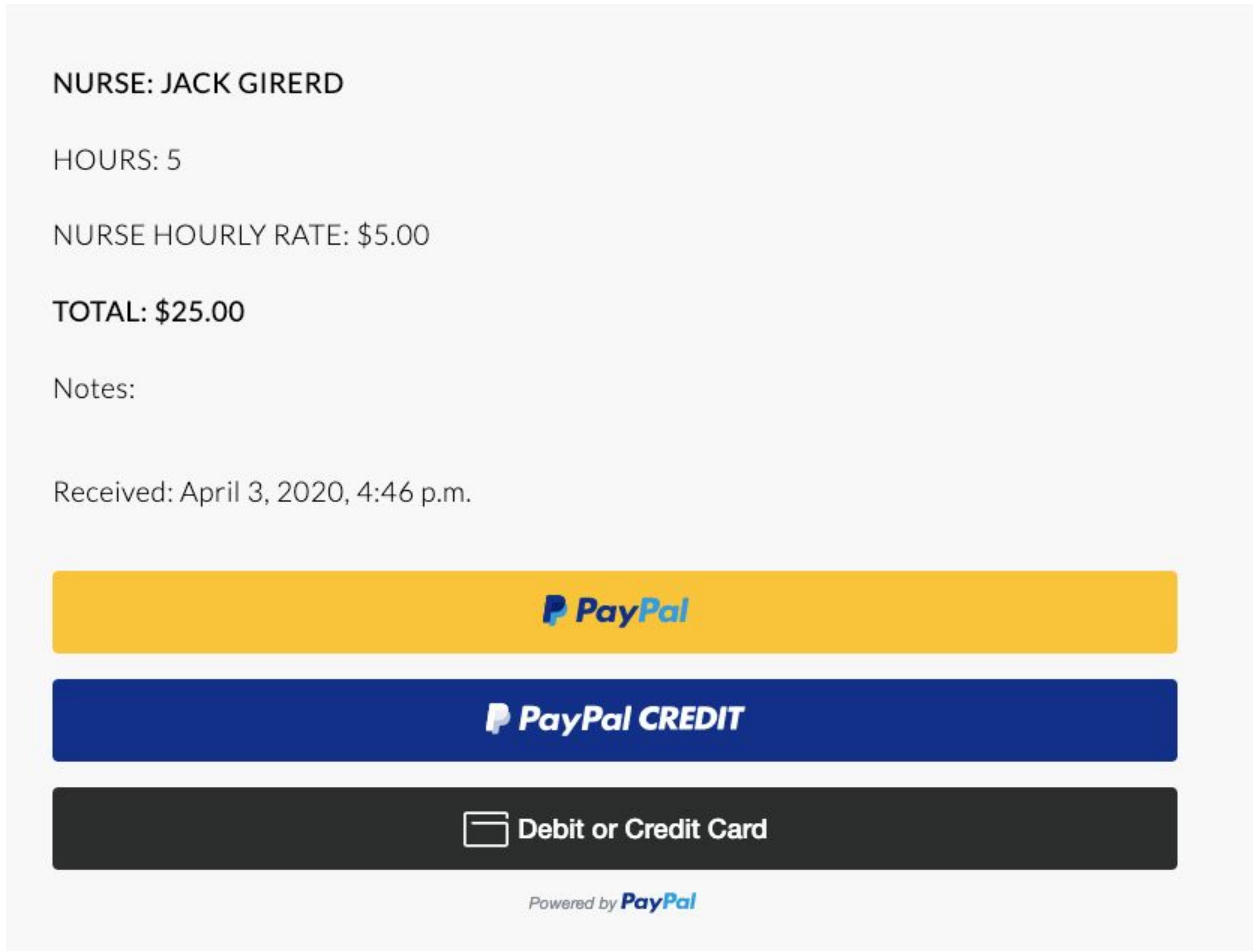 NURSE: JACK GIRERD
HOURS: 5
NURSE HOURLY RATE: $5.00
TOTAL: $25.00
Notes:
Received: April 3, 2020, 4:46 p.m.
PayPal
PayPal CREDIT
Debit or Credit Card
Powered by PayPal